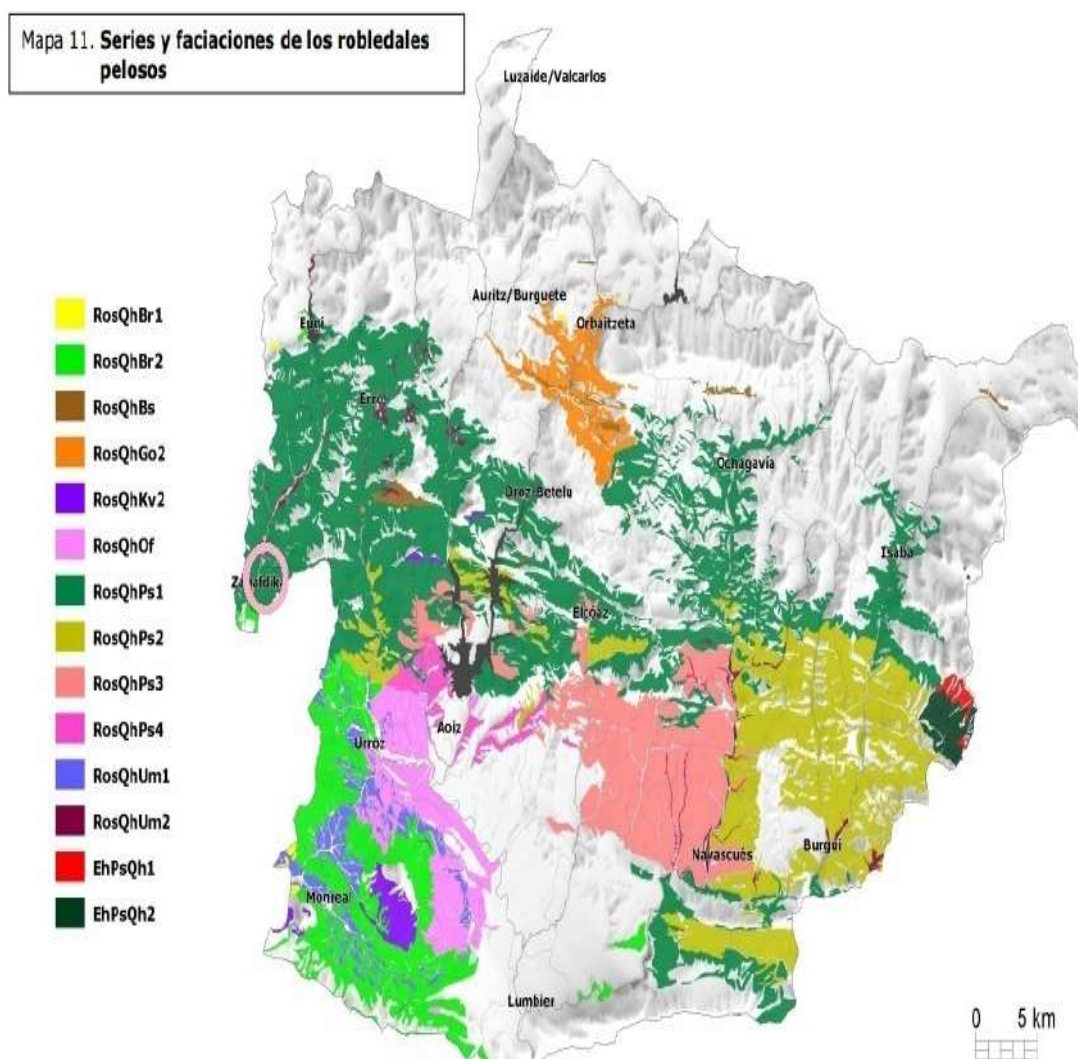 Mapa 11. Series y faciaciones de los robledales
pelosos
Luzaide/Valcarlos
Auritz/Burguete
Orbaitzeta
Eugi
Erro
Ochagavía
Oroz-Betelu
Isaba
Elcóaz
Aoiz
Urroz
Navascués
Burgui
Monreal
Lumbier
RosQhBr1
RosQhBr2
RosQhBs
RosQhGo2
RosQhKv2
RosQhOf
RosQhPs1
RosQhPs2
RosQhPs3
RosQhPs4
RosQhUm1
RosQhUm2
EhPsQh1
EhPsQh2
0 5 km